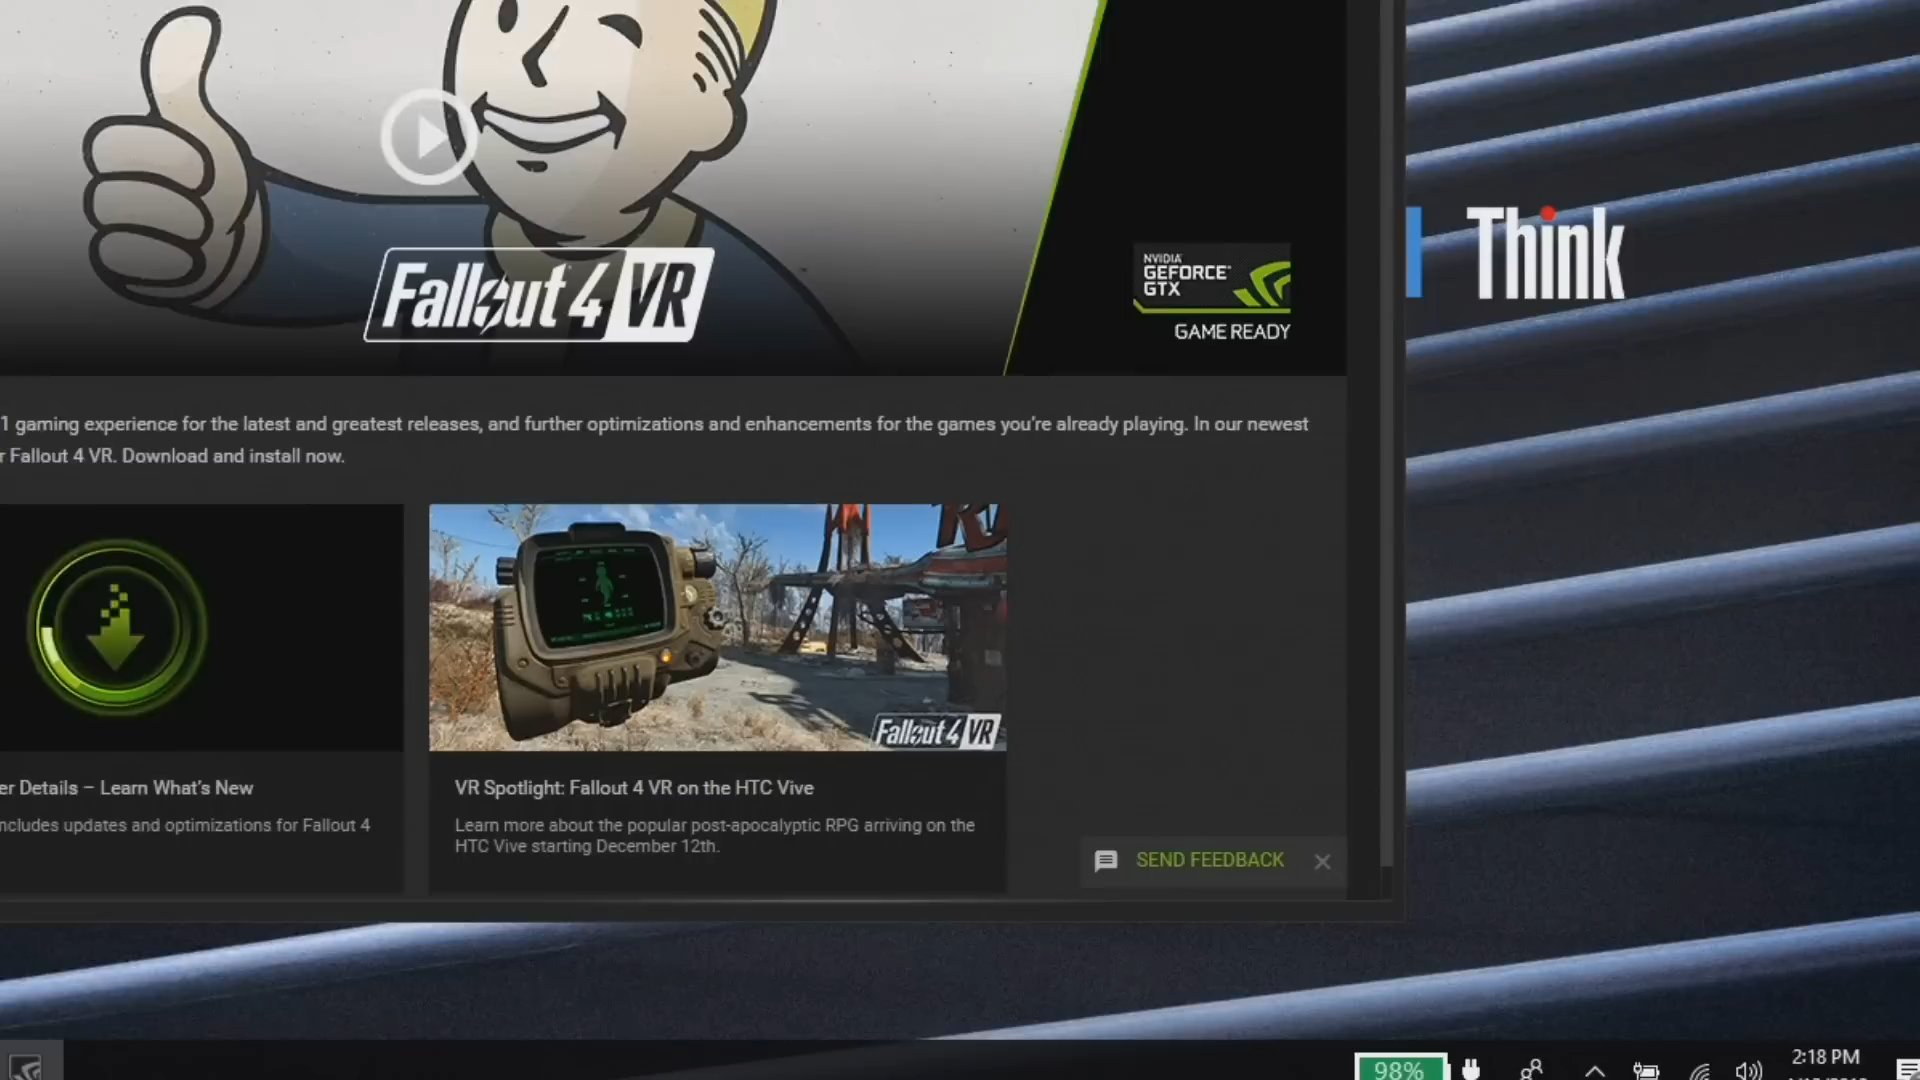 Fallout 4 VR
NVIDIA
GEFORCE
GTX
GAME READY
Think
1 gaming experience for the latest and greatest releases, and further optimizations and enhancements for the games you're already playing. In our newest
r Fallout 4 VR. Download and install now.
Fallout 4 VR
er Details – Learn What's New
ncludes updates and optimizations for Fallout 4
VR Spotlight: Fallout 4 VR on the HTC Vive
Learn more about the popular post-apocalyptic RPG arriving on the
HTC Vive starting December 12th.
SEND FEEDBACK
98%
2:18 PM